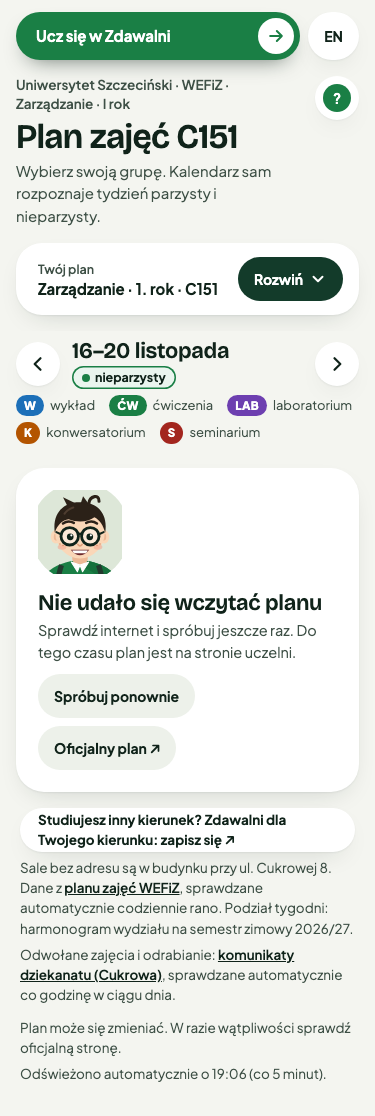 Ucz się w Zdawalni
EN
Uniwersytet Szczeciński · WEFiZ ·
Zarządzanie · I rok
?
Plan zajęć C151
Wybierz swoją grupę. Kalendarz sam
rozpoznaje tydzień parzysty i
nieparzysty.
Twój plan
Zarządzanie · 1. rok · C151
Rozwiń
16–20 listopada
nieparzysty
W wykład ĆW ćwiczenia LAB laboratorium
K konwersatorium S seminarium
Nie udało się wczytać planu
Sprawdź internet i spróbuj jeszcze raz. Do
tego czasu plan jest na stronie uczelni.
Spróbuj ponownie
Oficjalny plan ↗
Studiujesz inny kierunek? Zdawalni dla
Twojego kierunku: zapisz się ↗
Sale bez adresu są w budynku przy ul. Cukrowej 8.
Dane z planu zajęć WEFiZ, sprawdzane
automatycznie codziennie rano. Podział tygodni:
harmonogram wydziału na semestr zimowy 2026/27.
Odwołane zajęcia i odrabianie: komunikaty
dziekanatu (Cukrowa), sprawdzane automatycznie
co godzinę w ciągu dnia.
Plan może się zmieniać. W razie wątpliwości sprawdź
oficjalną stronę.
Odświeżono automatycznie o 19:06 (co 5 minut).